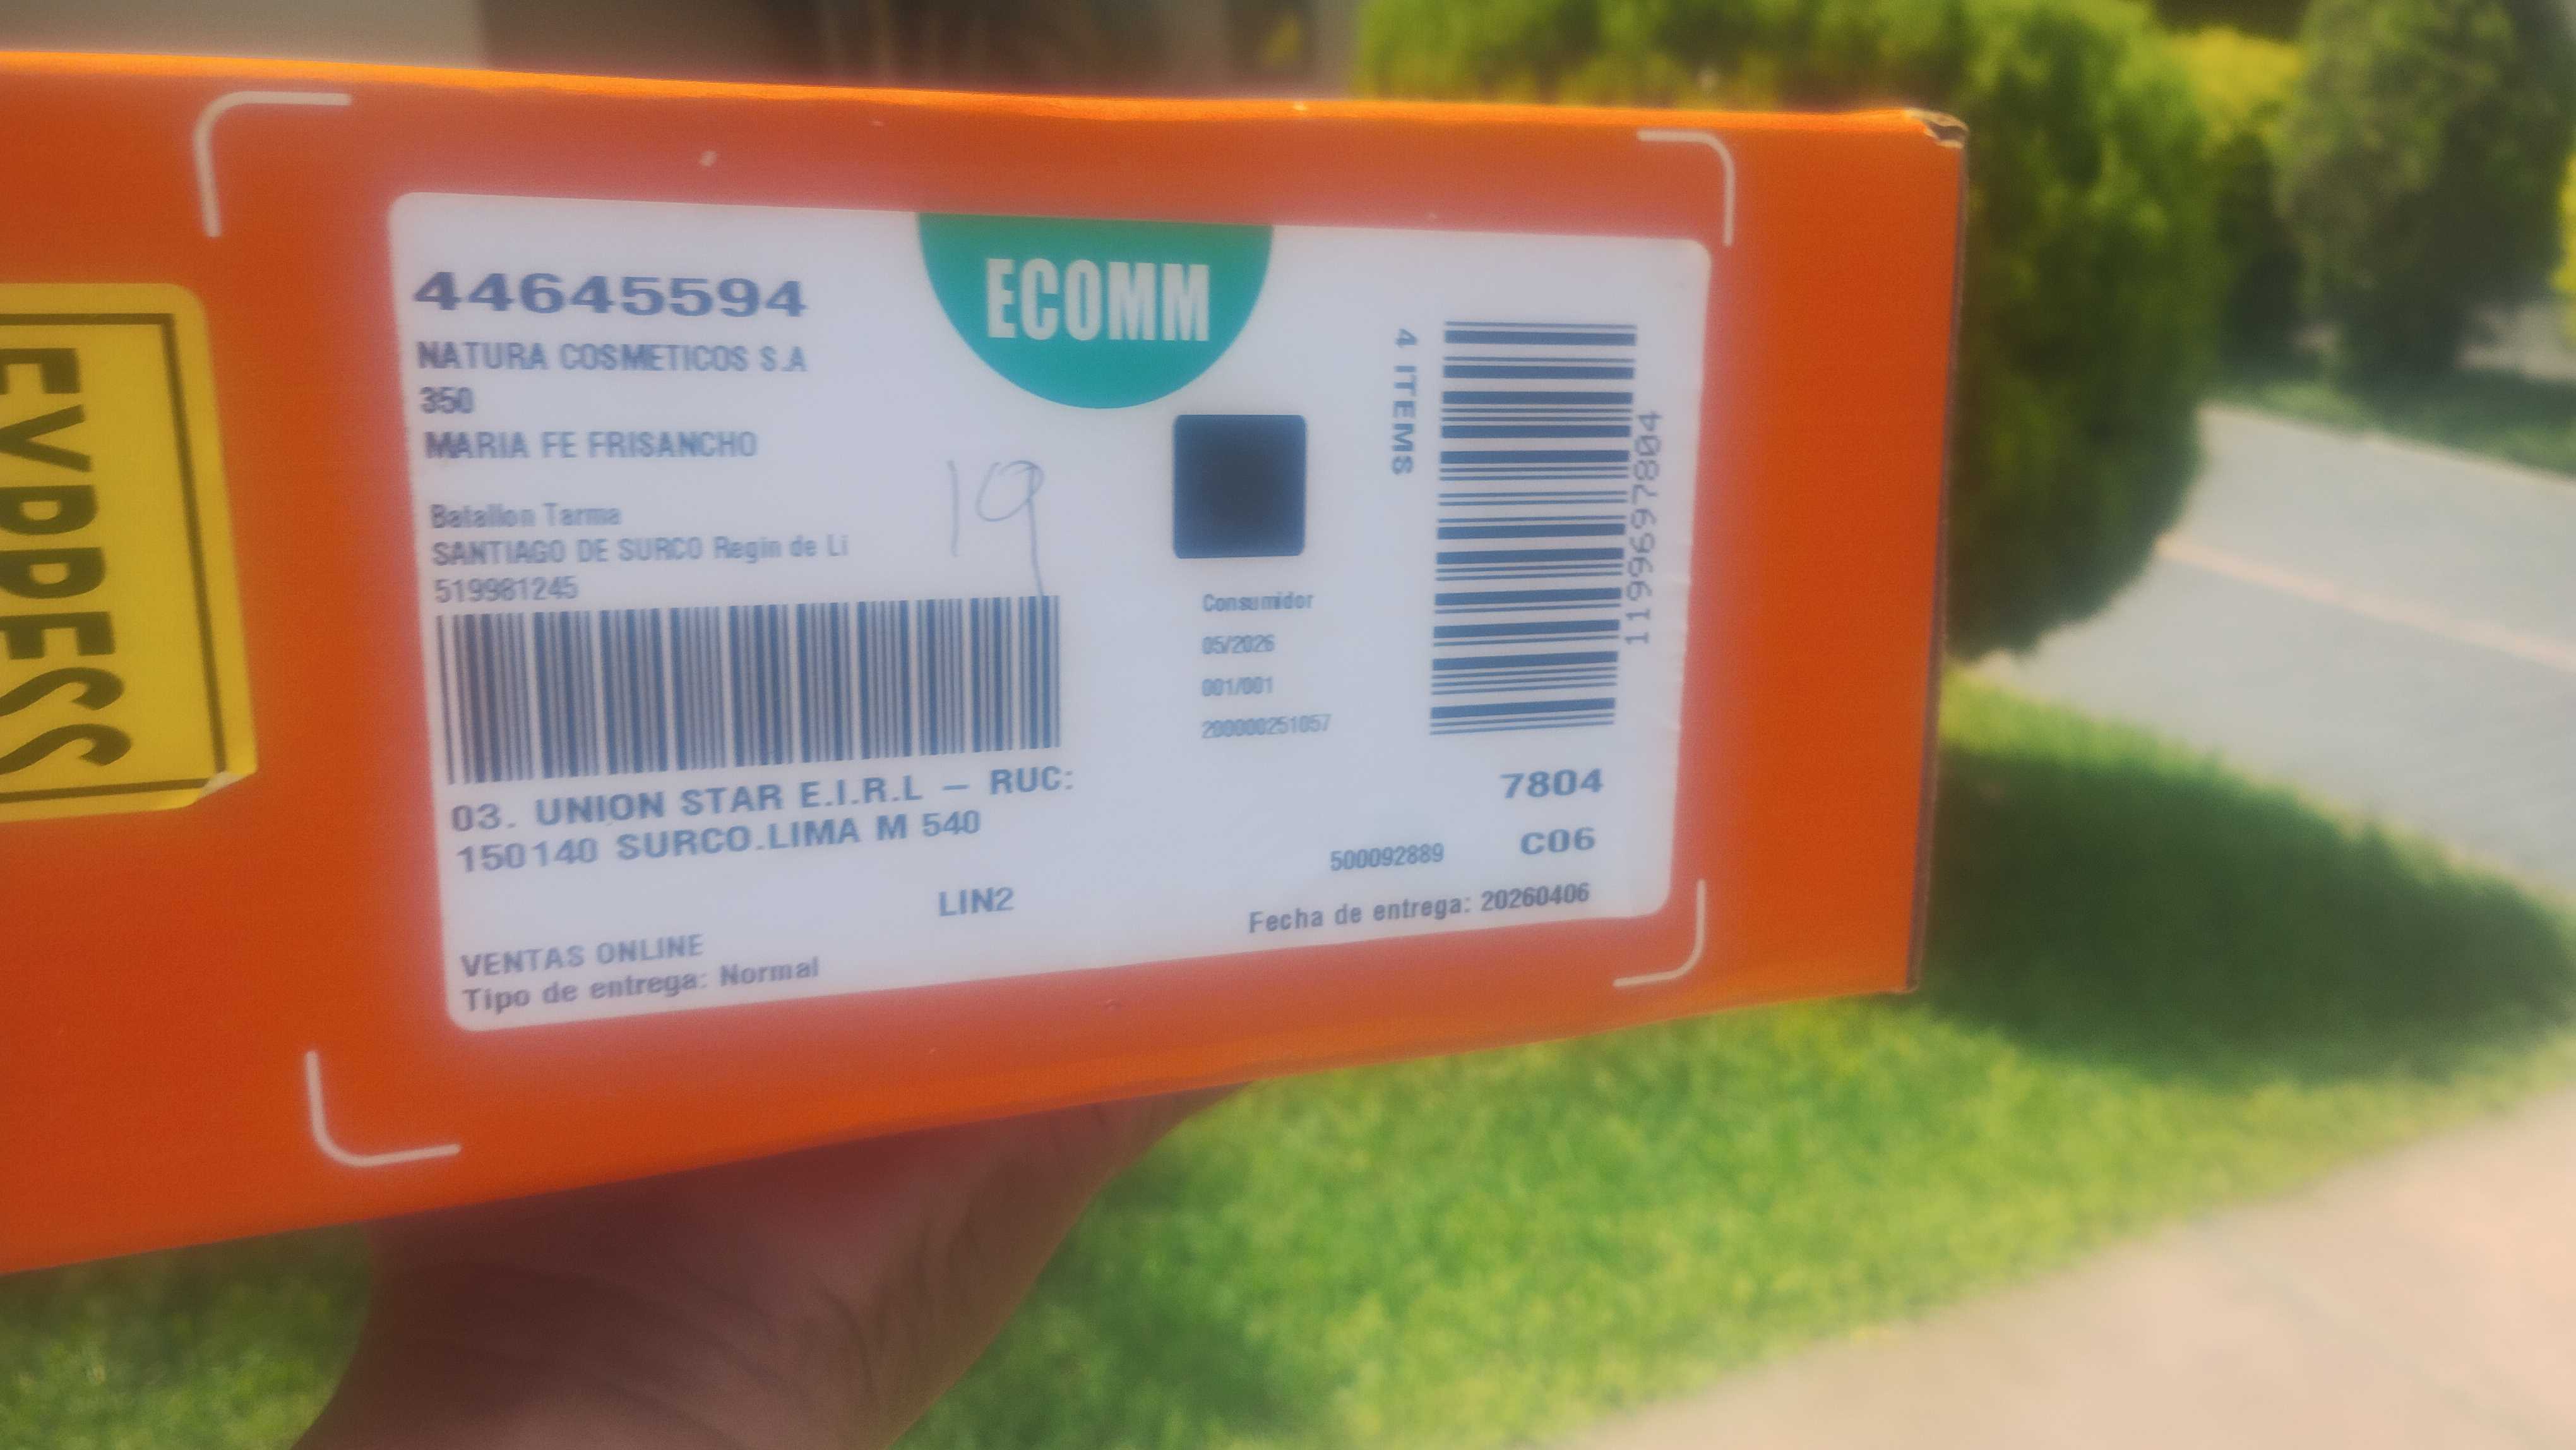 EXPRESS
ECOMM
44645594
NATURA COSMETICOS S.A
350
MARIA FE FRISANCHO
19
Batallon Tarma
SANTIAGO DE SURCO Regin de Li
519981245
4 ITEMS
1199697804
Consumidor
05/2026
001/001
200000251057
03. UNION STAR E.I.R.L – RUC:
150140 SURCO.LIMA M 540
7804
C06
500092889
LIN2
Fecha de entrega: 20260406
VENTAS ONLINE
Tipo de entrega: Normal